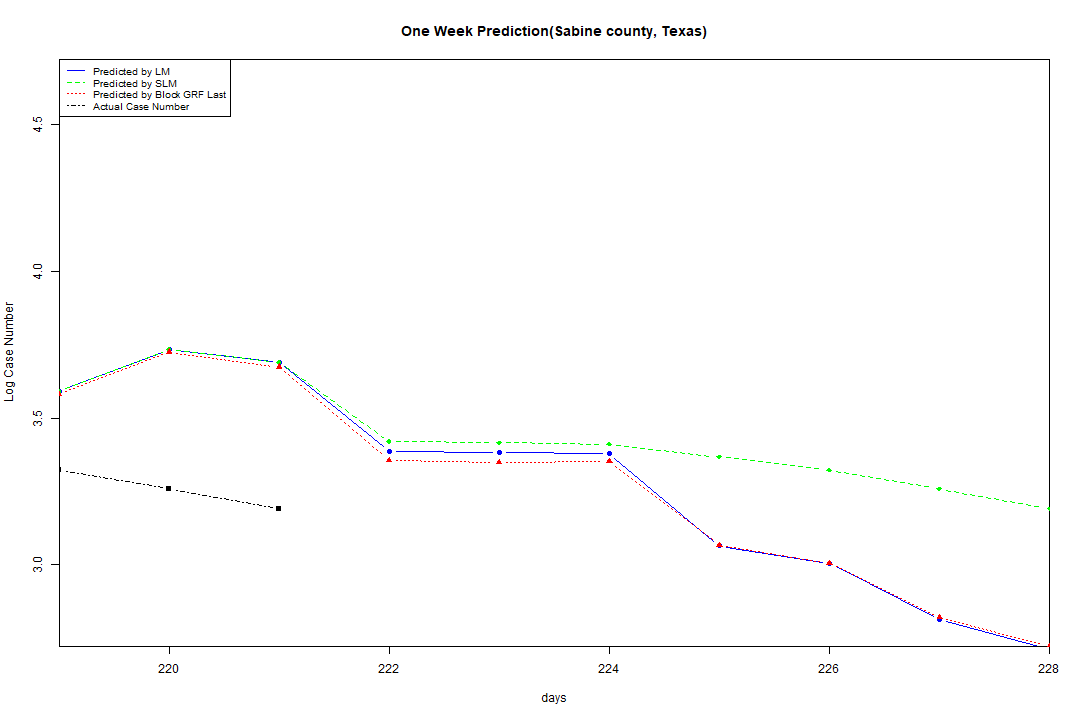 One Week Prediction(Sabine county, Texas)
Predicted by LM
Predicted by SLM
Predicted by Block GRF Last
Actual Case Number
Log Case Number
4.5
4.0
3.5
3.0
220 222 224 226 228
days